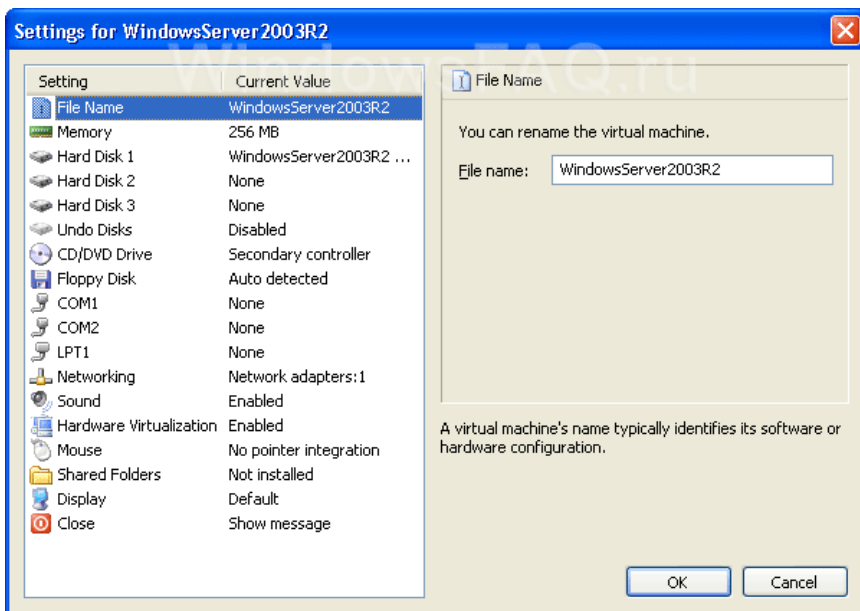 Settings for WindowsServer2003R2
WindowsFAQ.ru
Setting Current Value
File Name WindowsServer2003R2
Memory 256 MB
Hard Disk 1 WindowsServer2003R2 ...
Hard Disk 2 None
Hard Disk 3 None
Undo Disks Disabled
CD/DVD Drive Secondary controller
Floppy Disk Auto detected
COM1 None
COM2 None
LPT1 None
Networking Network adapters:1
Sound Enabled
Hardware Virtualization Enabled
Mouse No pointer integration
Shared Folders Not installed
Display Default
Close Show message
File Name
You can rename the virtual machine.
File name: WindowsServer2003R2
A virtual machine's name typically identifies its software or
hardware configuration.
OK Cancel